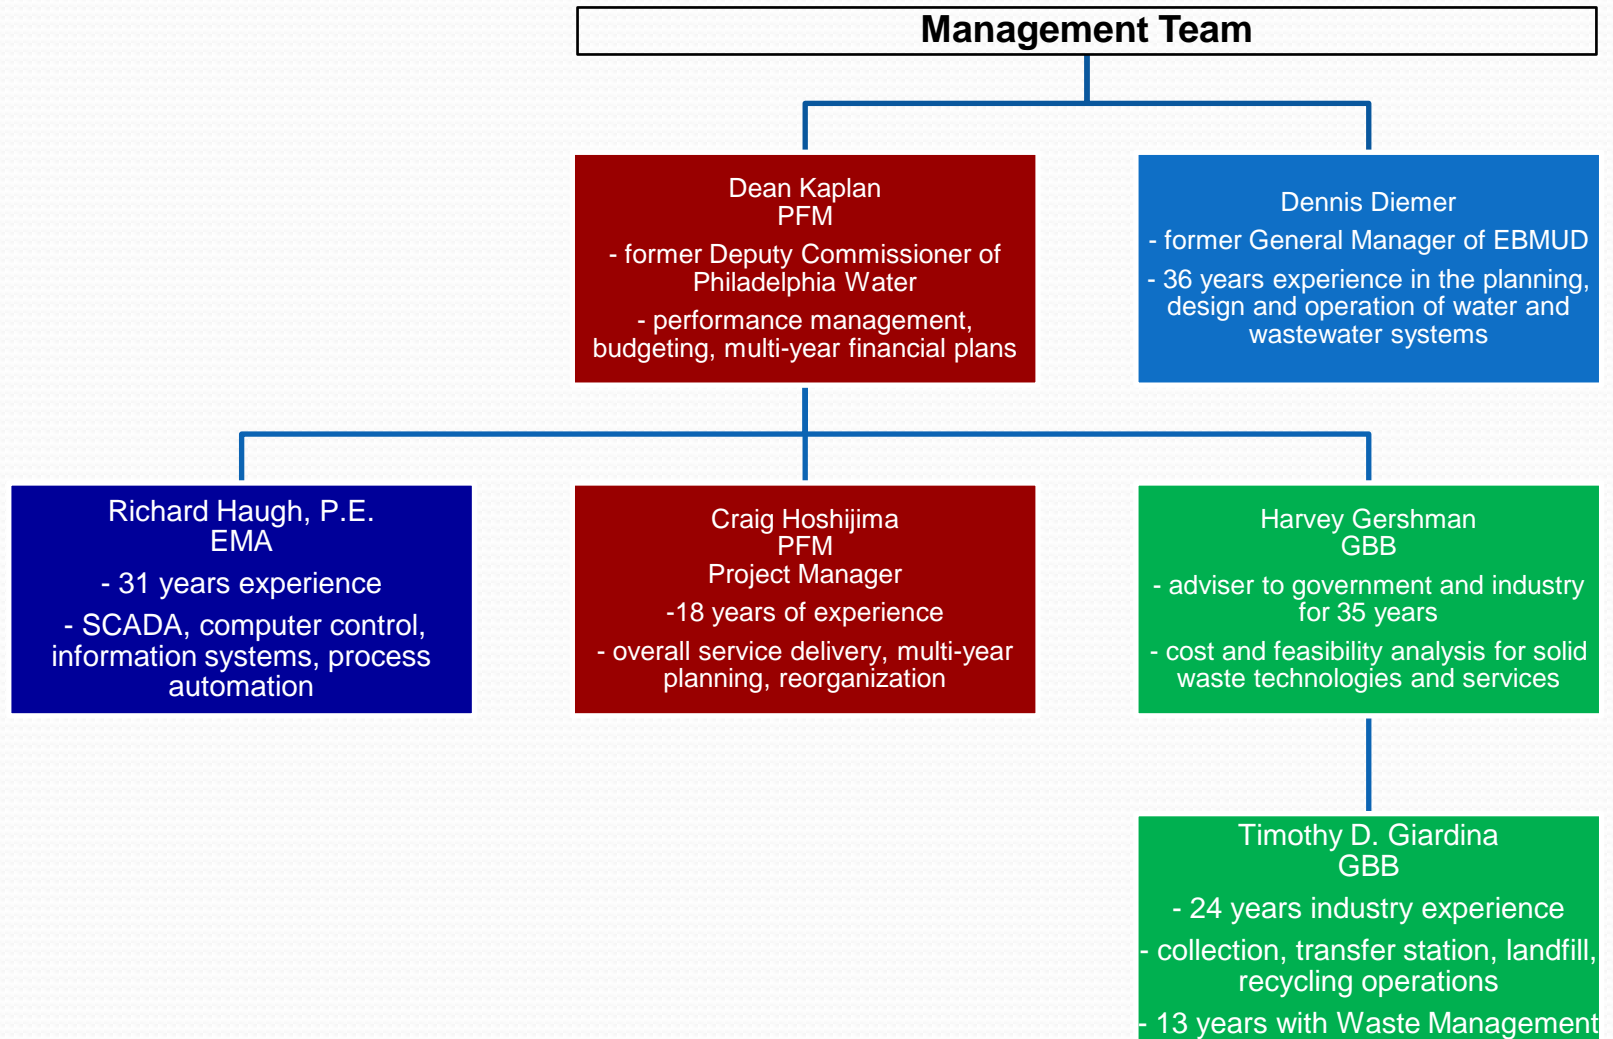 Management Team
Dean Kaplan
PFM
- former Deputy Commissioner of
Philadelphia Water
- performance management,
budgeting, multi-year financial plans
Dennis Diemer
- former General Manager of EBMUD
- 36 years experience in the planning,
design and operation of water and
wastewater systems
Richard Haugh, P.E.
EMA
- 31 years experience
- SCADA, computer control,
information systems, process
automation
Craig Hoshijima
PFM
Project Manager
-18 years of experience
- overall service delivery, multi-year
planning, reorganization
Harvey Gershman
GBB
- adviser to government and industry
for 35 years
- cost and feasibility analysis for solid
waste technologies and services
Timothy D. Giardina
GBB
- 24 years industry experience
- collection, transfer station, landfill,
recycling operations
- 13 years with Waste Management